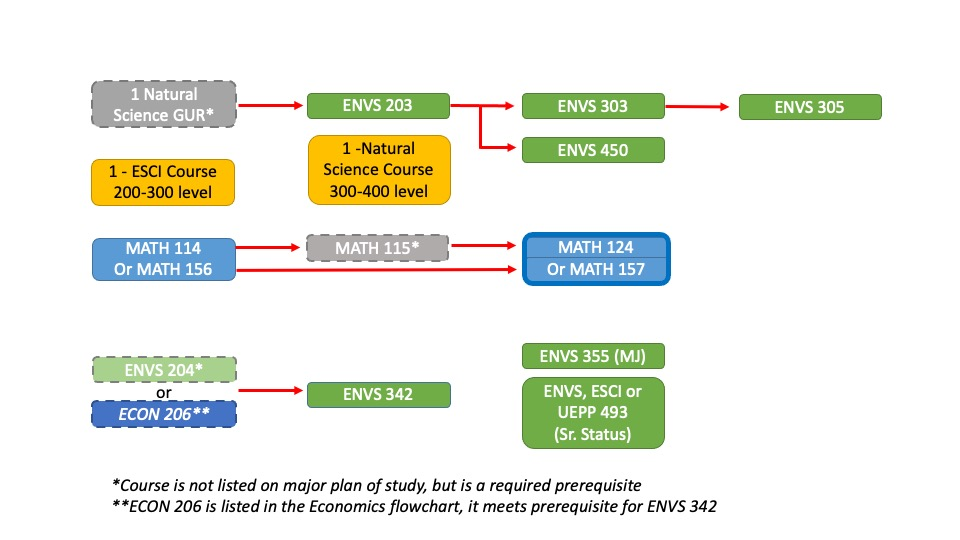 1 Natural
Science GUR*
ENVS 203
ENVS 303
ENVS 305
ENVS 450
1 - ESCI Course
200-300 level
1 -Natural
Science Course
300-400 level
MATH 114
Or MATH 156
MATH 115*
MATH 124
Or MATH 157
ENVS 204*
or
ECON 206**
ENVS 342
ENVS 355 (MJ)
ENVS, ESCI or
UEPP 493
(Sr. Status)
*Course is not listed on major plan of study, but is a required prerequisite
**ECON 206 is listed in the Economics flowchart, it meets prerequisite for ENVS 342